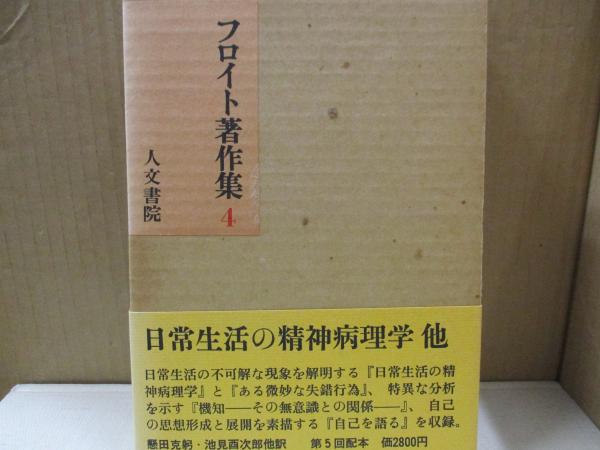 フロイト著作集 4
人文書院
日常生活の精神病理学 他
日常生活の不可解な現象を解明する『日常生活の精
神病理学』と『ある微妙な失錯行為』、特異な分析
を示す『機知――その無意識との関係――』、自己
の思想形成と展開を素描する『自己を語る』を収録。
懸田克躬・池見酉次郎他訳 第5回配本 価2800円